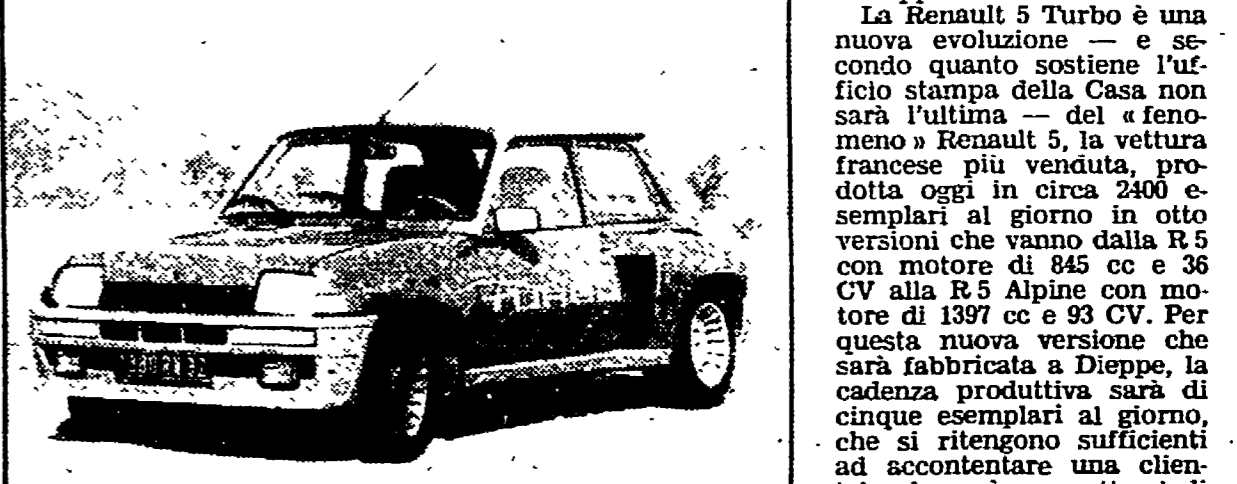 La Renault 5 Turbo è una
nuova evoluzione — e se-
condo quanto sostiene l'uf-
ficio stampa della Casa non
sarà l'ultima — del « feno-
meno » Renault 5, la vettura
francese più venduta, pro-
dotta oggi in circa 2400 e-
semplari al giorno in otto
versioni che vanno dalla R 5
con motore di 845 cc e 36
CV alla R 5 Alpine con mo-
tore di 1397 cc e 93 CV. Per
questa nuova versione che
sarà fabbricata a Dieppe, la
cadenza produttiva sarà di
cinque esemplari al giorno,
che si ritengono sufficienti
ad accontentare una clien-